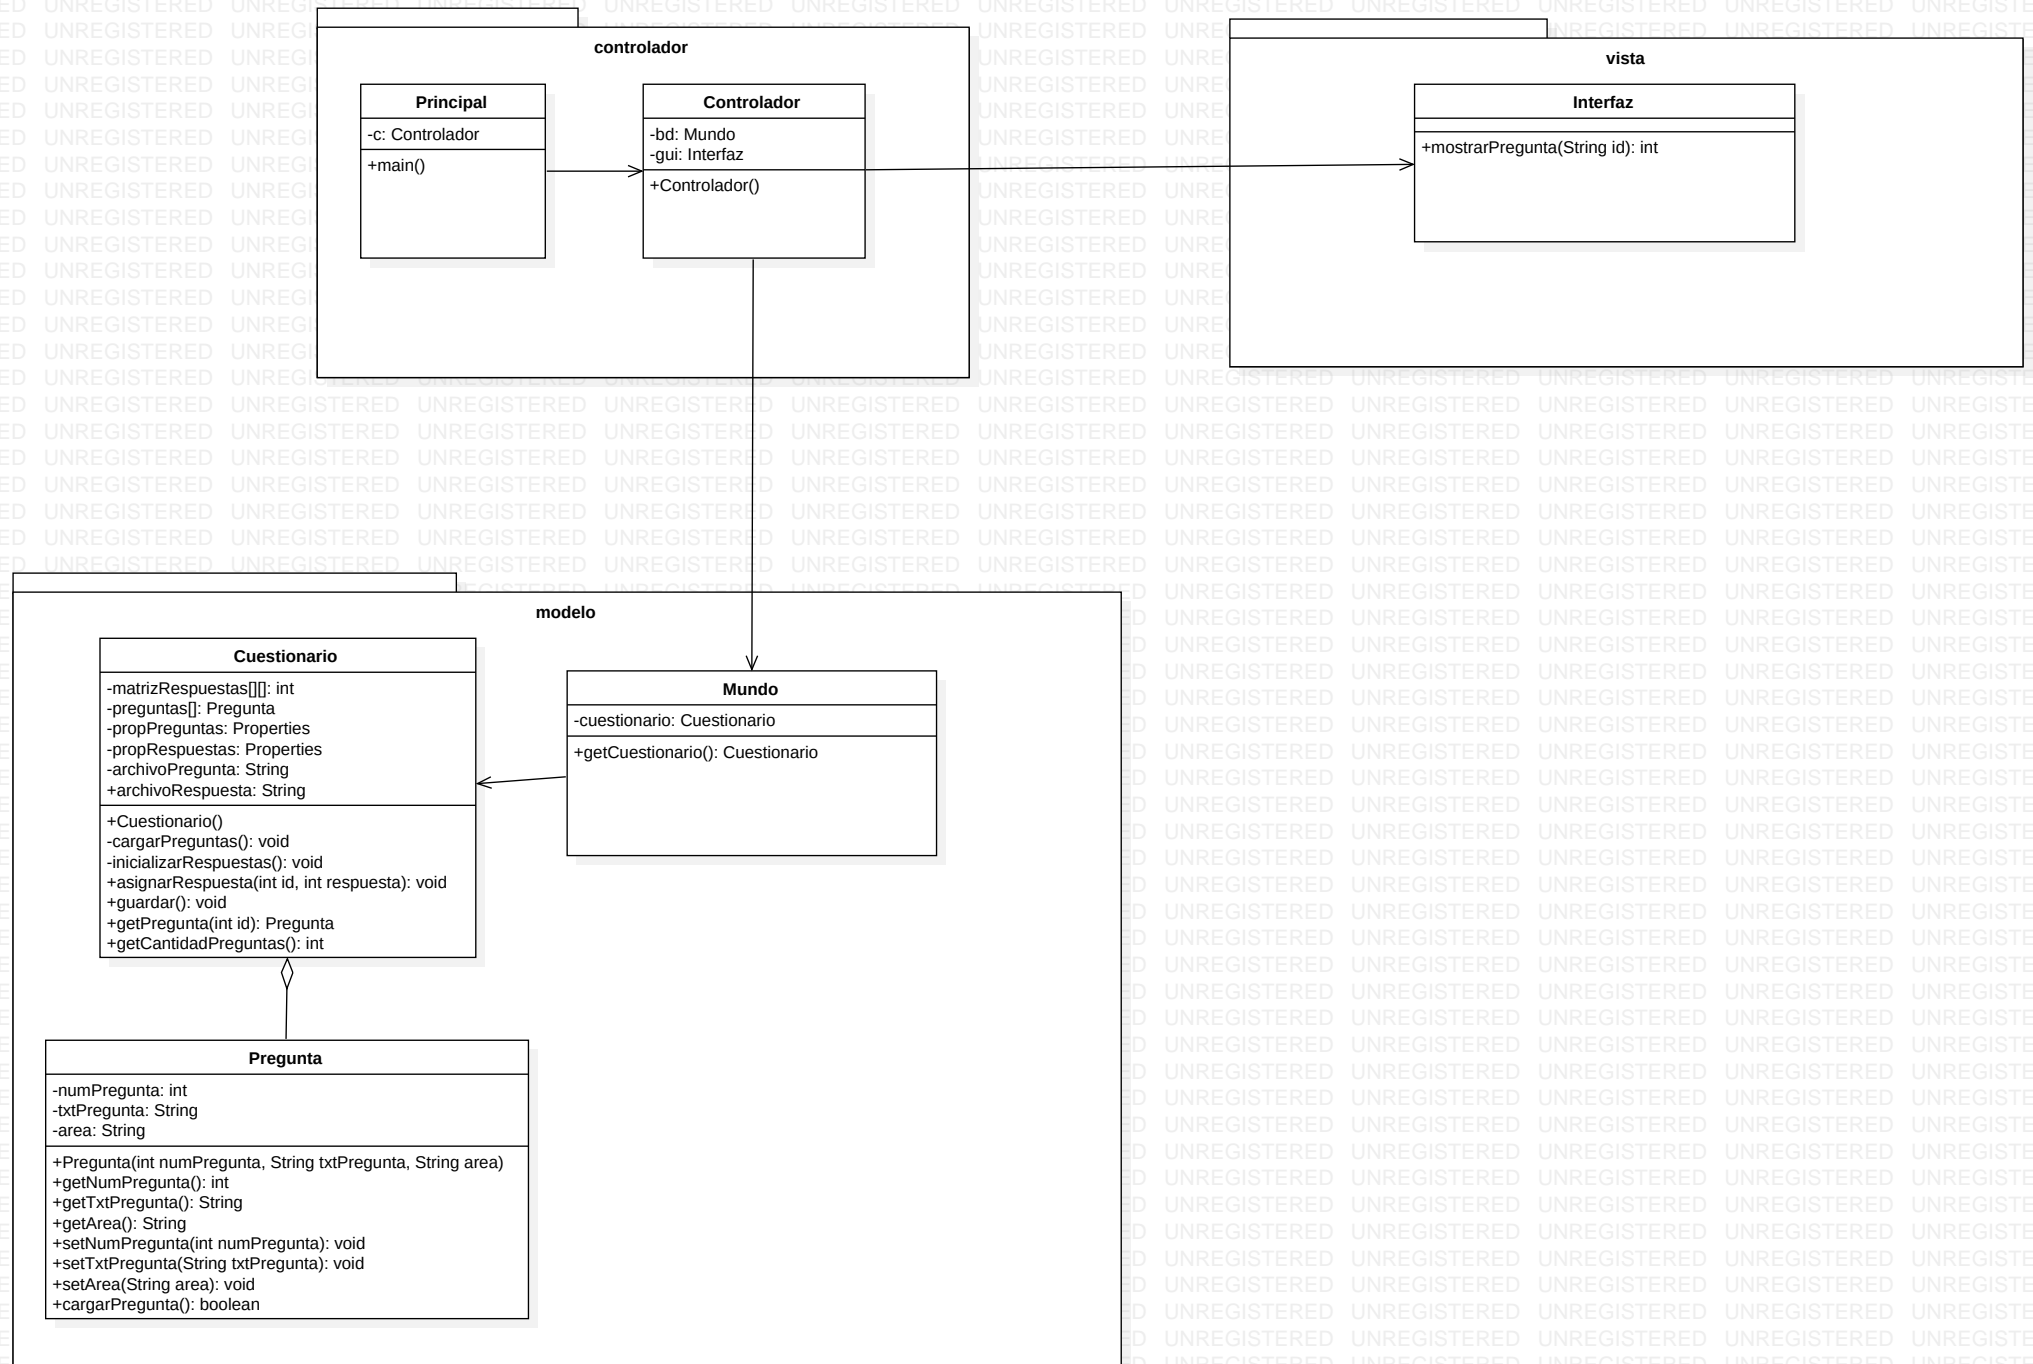 controlador
Principal
-c: Controlador
+main()
Controlador
-bd: Mundo
-gui: Interfaz
+Controlador()
vista
Interfaz
+mostrarPregunta(String id): int
modelo
Cuestionario
-matrizRespuestas[][]: int
-preguntas[]: Pregunta
-propPreguntas: Properties
-propRespuestas: Properties
-archivoPregunta: String
+archivoRespuesta: String
+Cuestionario()
-cargarPreguntas(): void
-inicializarRespuestas(): void
+asignarRespuesta(int id, int respuesta): void
+guardar(): void
+getPregunta(int id): Pregunta
+getCantidadPreguntas(): int
Mundo
-cuestionario: Cuestionario
+getCuestionario(): Cuestionario
Pregunta
-numPregunta: int
-txtPregunta: String
-area: String
+Pregunta(int numPregunta, String txtPregunta, String area)
+getNumPregunta(): int
+getTxtPregunta(): String
+getArea(): String
+setNumPregunta(int numPregunta): void
+setTxtPregunta(String txtPregunta): void
+setArea(String area): void
+cargarPregunta(): boolean
UNREGISTERED